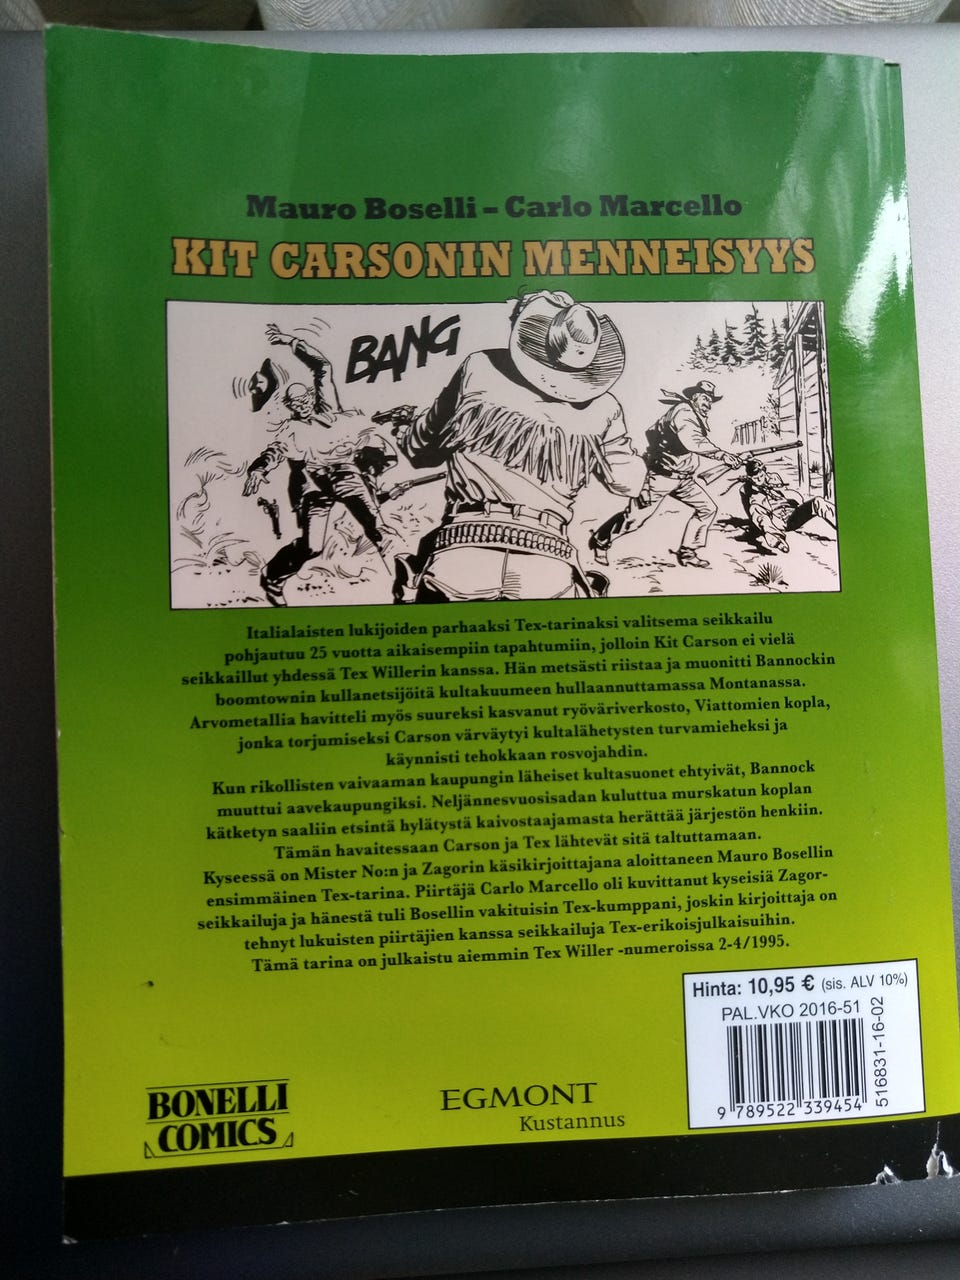 Mauro Boselli – Carlo Marcello
KIT CARSONIN MENNEISYYS
BANG
Italialaisten lukijoiden parhaaksi Tex-tarinaksi valitsema seikkailu
pohjautuu 25 vuotta aikaisempiin tapahtumiin, jolloin Kit Carson ei vielä
seikkaillut yhdessä Tex Willerin kanssa. Hän metsästi riistaa ja muonitti Bannockin
boomtownin kullanetsijöitä kultakuumeen hullaannuttamassa Montanassa.
Arvometallia havitteli myös suureksi kasvanut ryöväriverkosto, Viattomien kopla,
jonka torjumiseksi Carson värväytyi kultalähetysten turvamieheksi ja
käynnisti tehokkaan rosvojahdin.
Kun rikollisten vaivaaman kaupungin läheiset kultasuonet ehtyivät, Bannock
muuttui aavekaupungiksi. Neljännesvuosisadan kuluttua murskatun koplan
kätketyn saaliin etsintä hylätystä kaivostaajamasta herättää järjestön henkiin.
Tämän havaitessaan Carson ja Tex lähtevät sitä taltuttamaan.
Kyseessä on Mister No:n ja Zagorin käsikirjoittajana aloittaneen Mauro Bosellin
ensimmäinen Tex-tarina. Piirtäjä Carlo Marcello oli kuvittanut kyseisiä Zagor-
seikkailuja ja hänestä tuli Bosellin vakituisin Tex-kumppani, joskin kirjoittaja on
tehnyt lukuisten piirtäjien kanssa seikkailuja Tex-erikoisjulkaisuihin.
Tämä tarina on julkaistu aiemmin Tex Willer -numeroissa 2-4/1995.
Hinta: 10,95 € (sis. ALV 10%)
PAL.VKO 2016-51
516831-16-02
9 789522 339454
BONELLI
COMICS
EGMONT
Kustannus